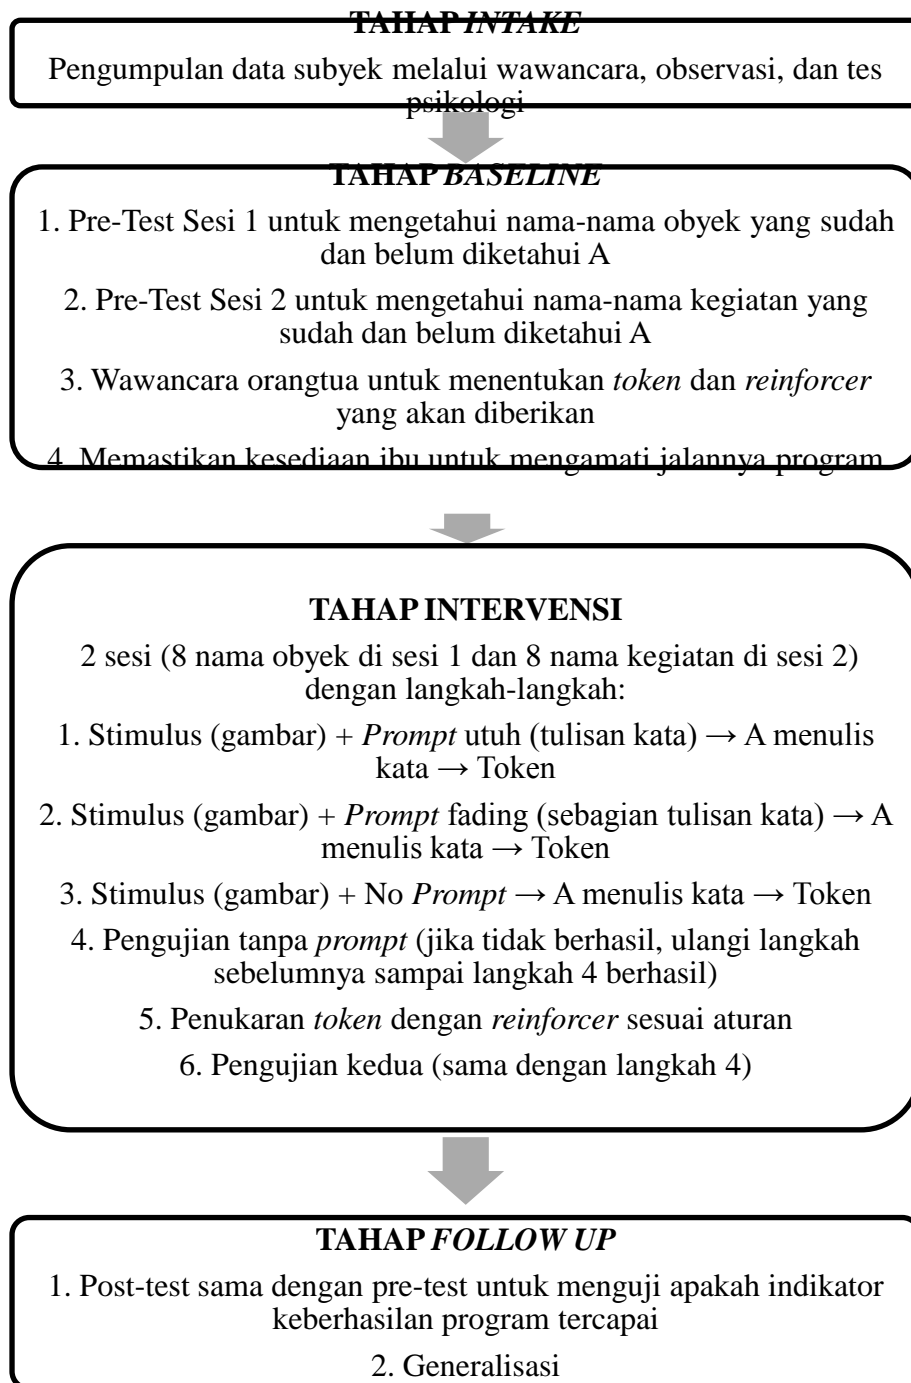 TAHAP INTAKE
Pengumpulan data subyek melalui wawancara, observasi, dan tes
psikologi
TAHAP BASELINE
1. Pre-Test Sesi 1 untuk mengetahui nama-nama obyek yang sudah
dan belum diketahui A
2. Pre-Test Sesi 2 untuk mengetahui nama-nama kegiatan yang
sudah dan belum diketahui A
3. Wawancara orangtua untuk menentukan token dan reinforcer
yang akan diberikan
4. Memastikan kesediaan ibu untuk mengamati jalannya program
TAHAP INTERVENSI
2 sesi (8 nama obyek di sesi 1 dan 8 nama kegiatan di sesi 2)
dengan langkah-langkah:
1. Stimulus (gambar) + Prompt utuh (tulisan kata) → A menulis
kata → Token
2. Stimulus (gambar) + Prompt fading (sebagian tulisan kata) → A
menulis kata → Token
3. Stimulus (gambar) + No Prompt → A menulis kata → Token
4. Pengujian tanpa prompt (jika tidak berhasil, ulangi langkah
sebelumnya sampai langkah 4 berhasil)
5. Penukaran token dengan reinforcer sesuai aturan
6. Pengujian kedua (sama dengan langkah 4)
TAHAP FOLLOW UP
1. Post-test sama dengan pre-test untuk menguji apakah indikator
keberhasilan program tercapai
2. Generalisasi